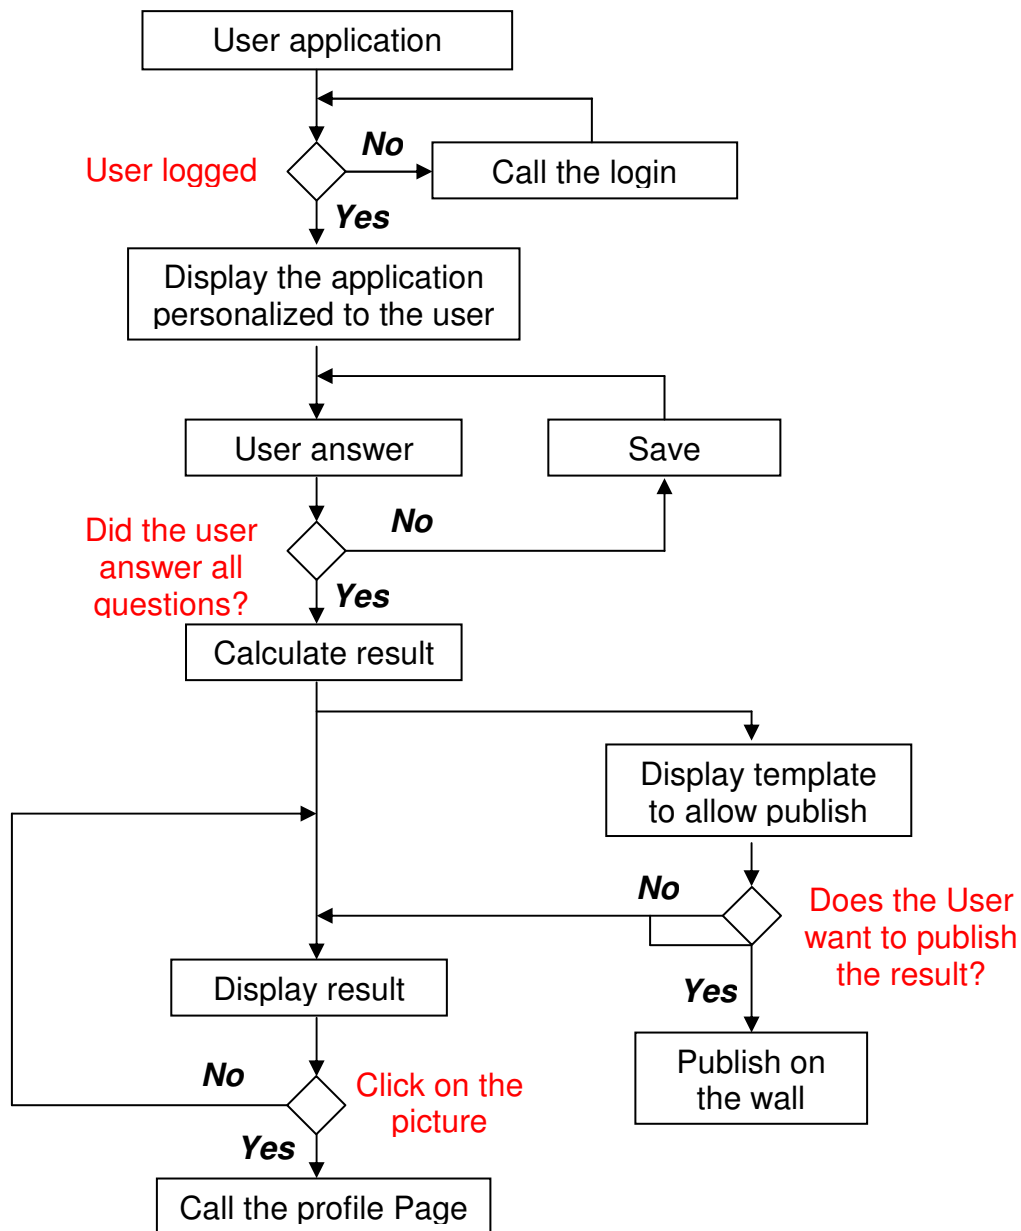 User application
No
User logged
Call the login
Yes
Display the application
personalized to the user
User answer
Save
Did the user
answer all
questions?
No
Yes
Calculate result
Display template
to allow publish
No
Does the User
want to publish
the result?
Display result
Yes
Publish on
the wall
No
Click on the
picture
Yes
Call the profile Page